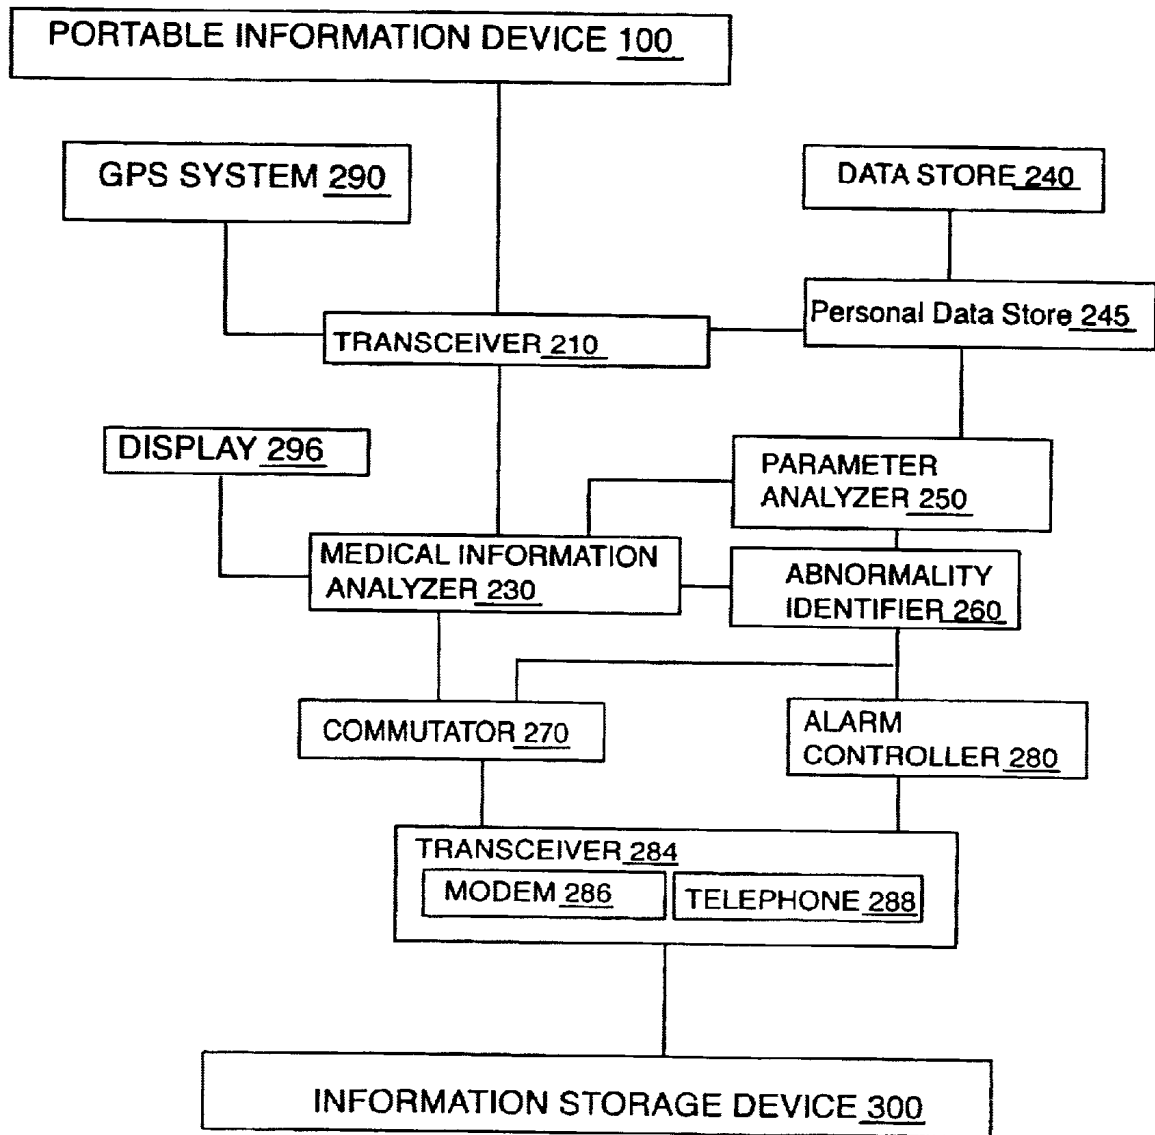 PORTABLE INFORMATION DEVICE 100
GPS SYSTEM 290
DATA STORE 240
Personal Data Store 245
TRANSCEIVER 210
DISPLAY 296
PARAMETER
ANALYZER 250
MEDICAL INFORMATION
ANALYZER 230
ABNORMALITY
IDENTIFIER 260
COMMUTATOR 270
ALARM
CONTROLLER 280
TRANSCEIVER 284
MODEM 286
TELEPHONE 288
INFORMATION STORAGE DEVICE 300